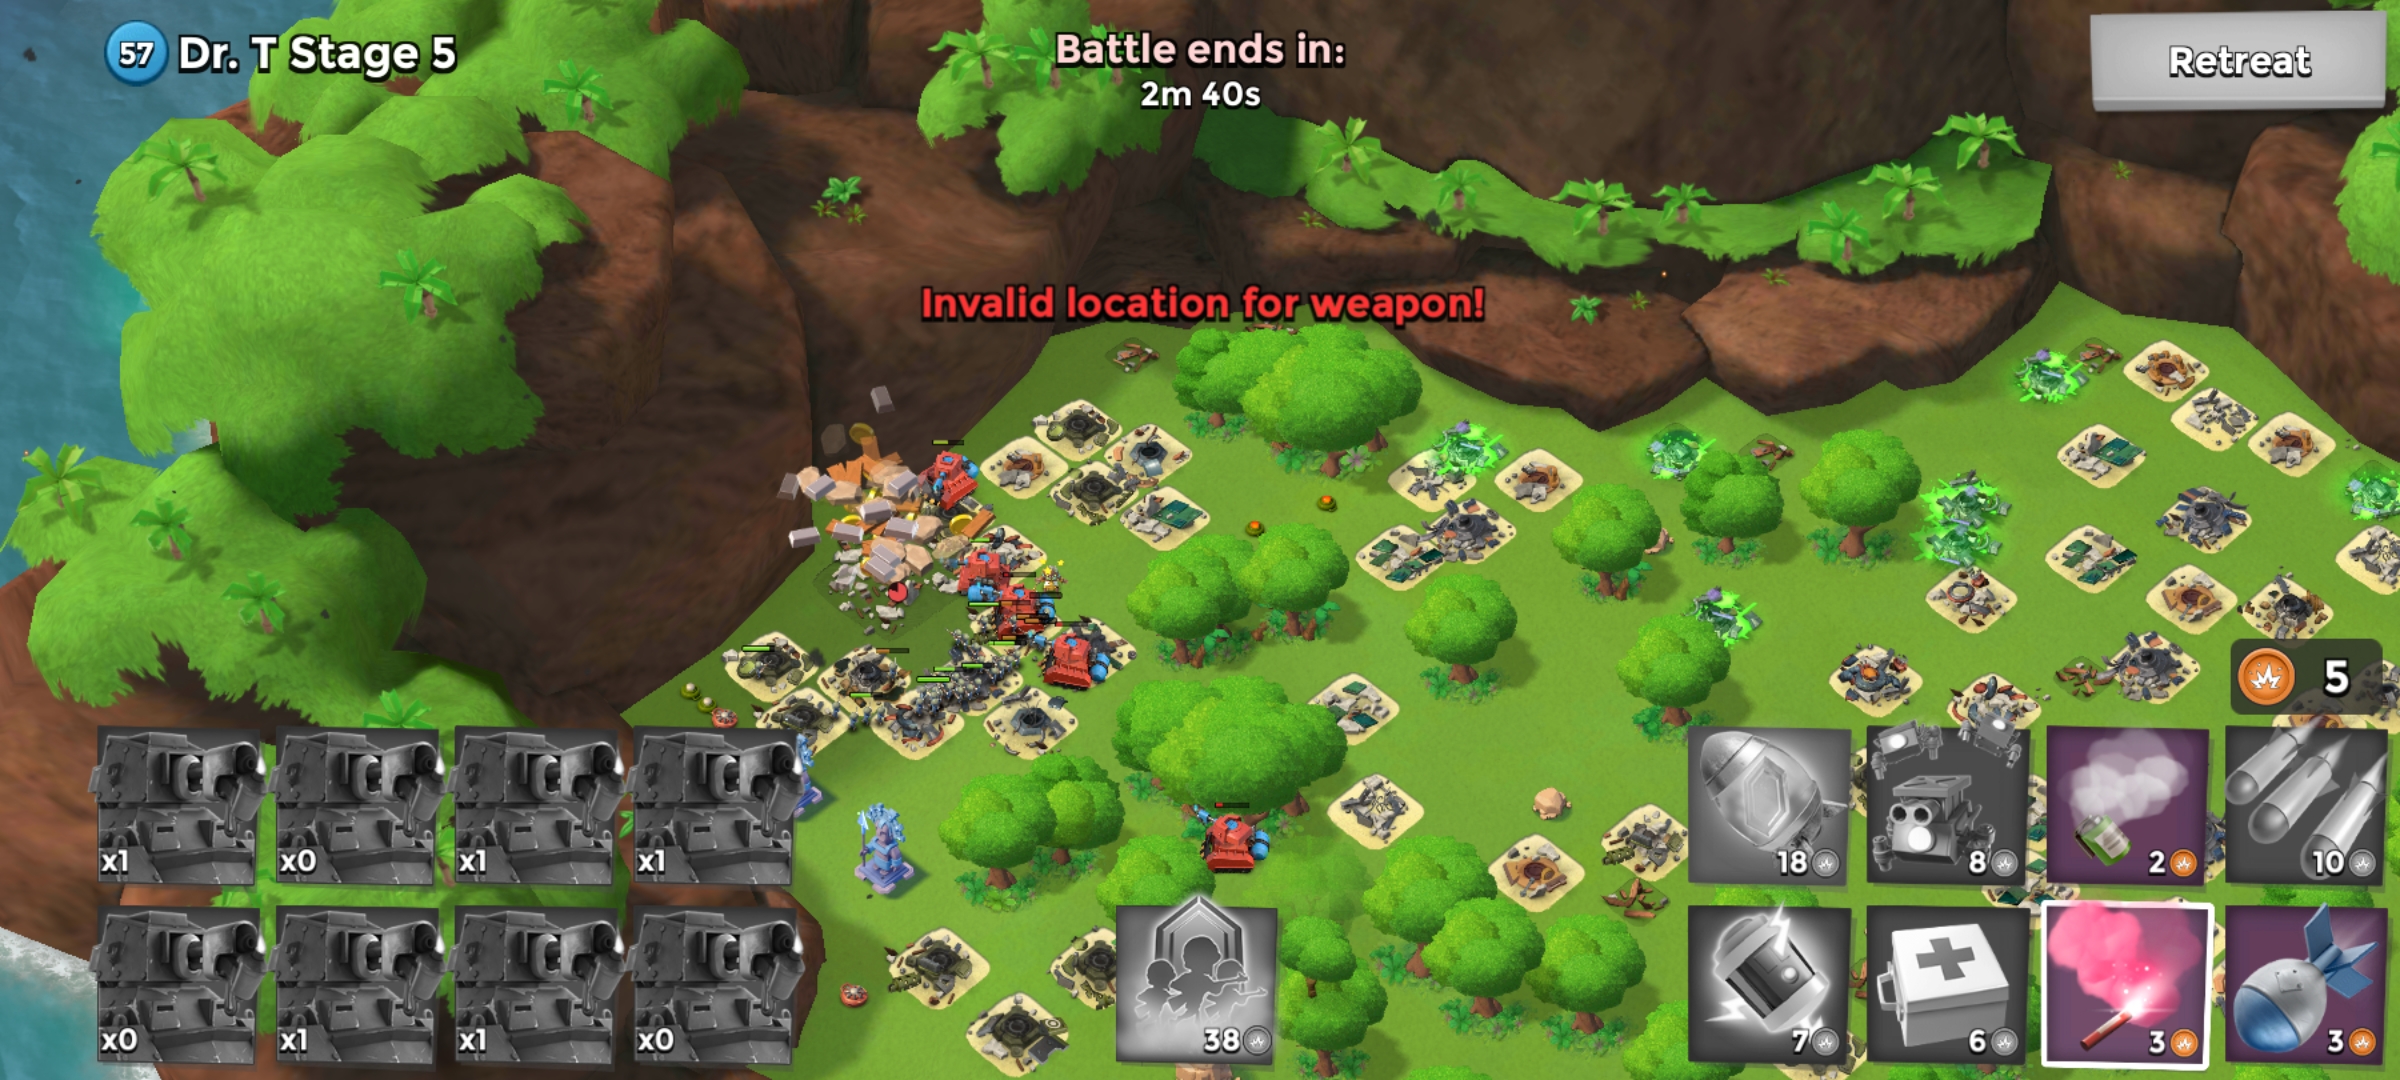 57 Dr. T Stage 5
Battle ends in:
2m 40s
Retreat
Invalid location for weapon!
5
x1 x0 x1 x1
18 8 2 10
x0 x1 x1 x0
38
7 6 3 3